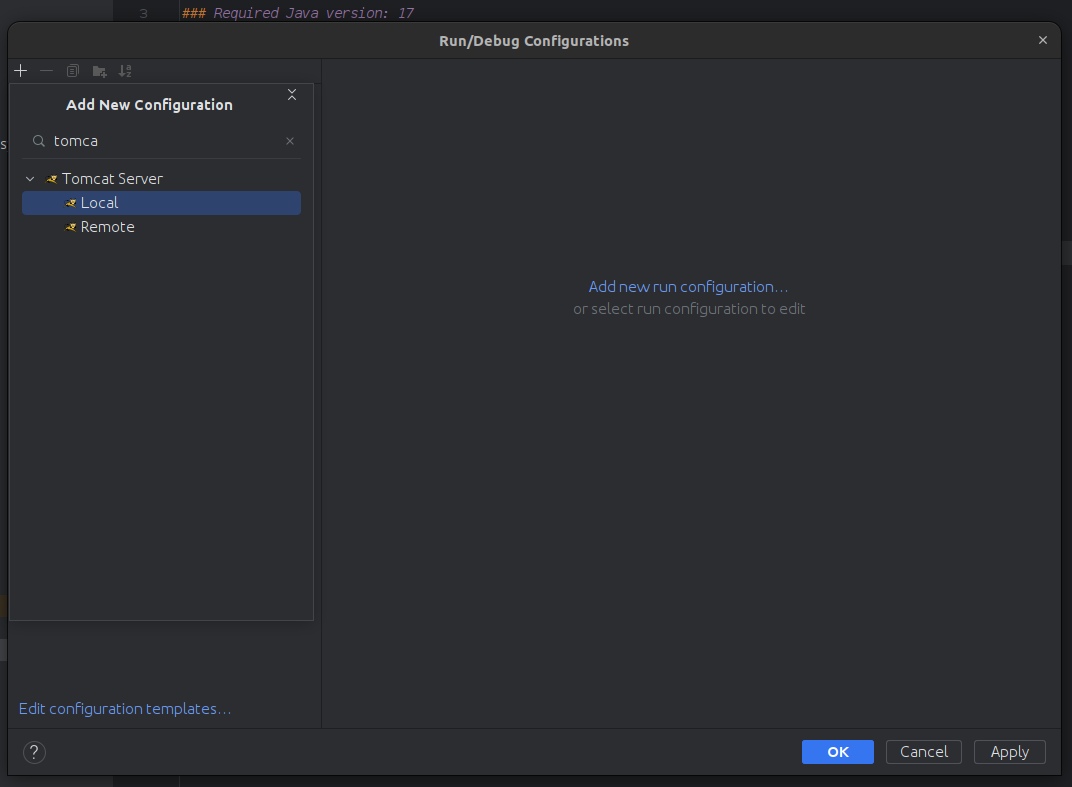 3 ### Required Java version: 17
Run/Debug Configurations
Add New Configuration
tomca
Tomcat Server
Local
Remote
Add new run configuration...
or select run configuration to edit
Edit configuration templates...
?
OK Cancel Apply